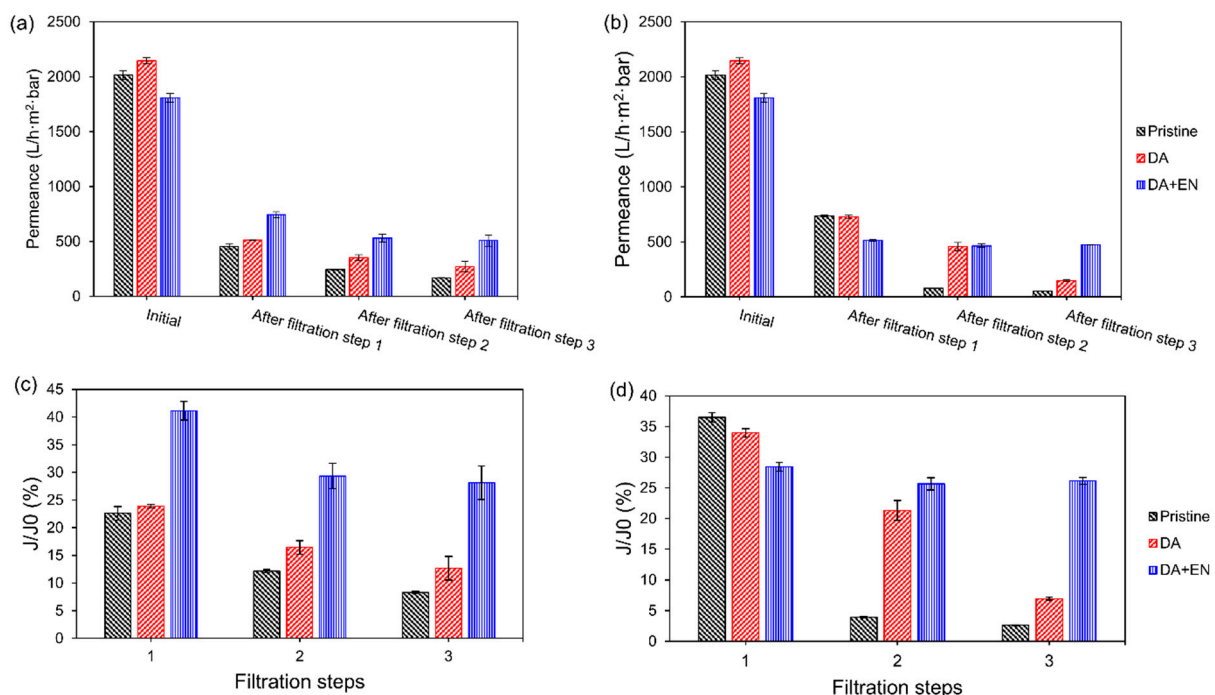 (a)
Permeance (L/h·m²·bar)
2500
2000
1500
1000
500
0
Initial
After filtration step 1
After filtration step 2
After filtration step 3
(b)
Permeance (L/h·m²·bar)
2500
2000
1500
1000
500
0
Initial
After filtration step 1
After filtration step 2
After filtration step 3
Pristine
DA
DA+EN
(c)
J/J0 (%)
45
40
35
30
25
20
15
10
5
0
1
2
3
Filtration steps
(d)
J/J0 (%)
40
35
30
25
20
15
10
5
0
1
2
3
Filtration steps
Pristine
DA
DA+EN